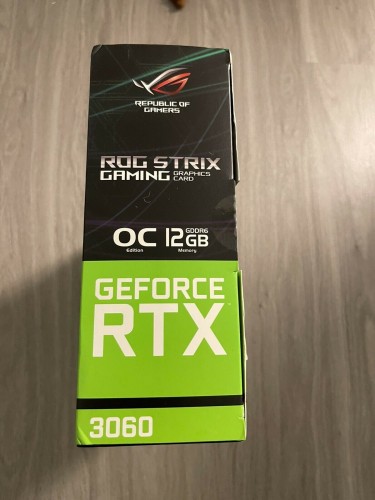 REPUBLIC OF
GAMERS
ROG STRIX
GAMING GRAPHICS CARD
OC Edition 12GB GDDR6 Memory
GEFORCE
RTX
3060